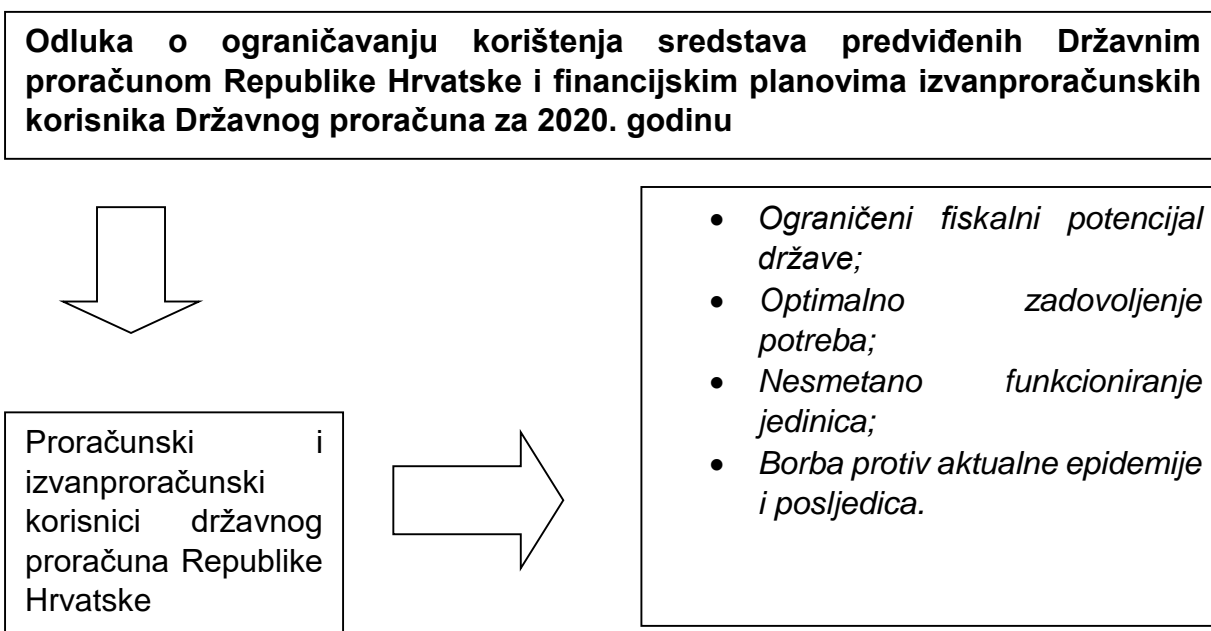 Odluka o ograničavanju korištenja sredstava predviđenih Državnim
proračunom Republike Hrvatske i financijskim planovima izvanproračunskih
korisnika Državnog proračuna za 2020. godinu
• Ograničeni fiskalni potencijal
države;
• Optimalno zadovoljenje
potreba;
• Nesmetano funkcioniranje
jedinica;
• Borba protiv aktualne epidemije
i posljedica.
Proračunski i
izvanproračunski
korisnici državnog
proračuna Republike
Hrvatske